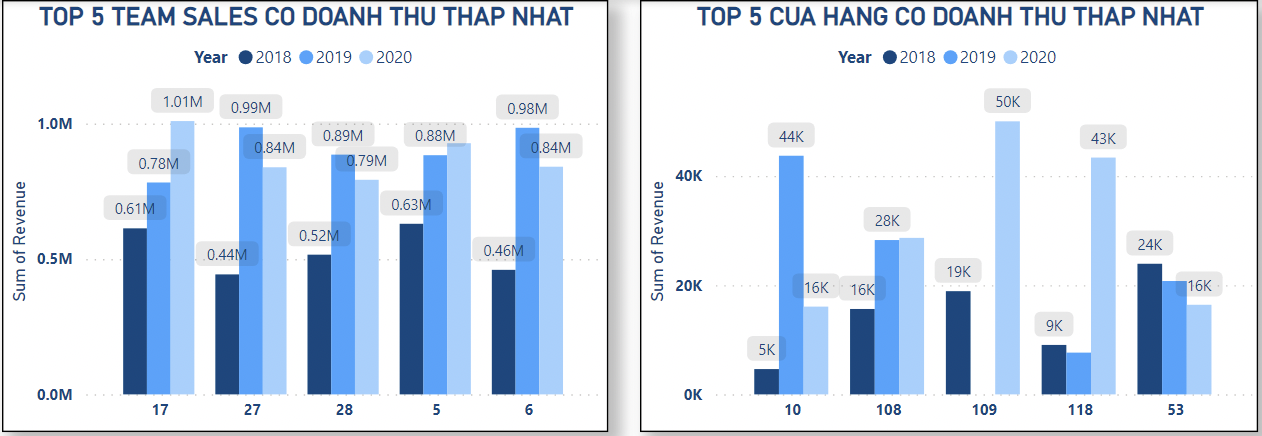 TOP 5 TEAM SALES CO DOANH THU THAP NHAT
Year 2018 2019 2020
Sum of Revenue
1.0M
0.5M
0.0M
0.61M
0.78M
1.01M
0.44M
0.99M
0.84M
0.52M
0.89M
0.79M
0.63M
0.88M
0.46M
0.98M
0.84M
17 27 28 5 6
TOP 5 CUA HANG CO DOANH THU THAP NHAT
Year 2018 2019 2020
Sum of Revenue
40K
20K
0K
5K
44K
16K
16K
28K
19K
50K
9K
43K
24K
16K
10 108 109 118 53